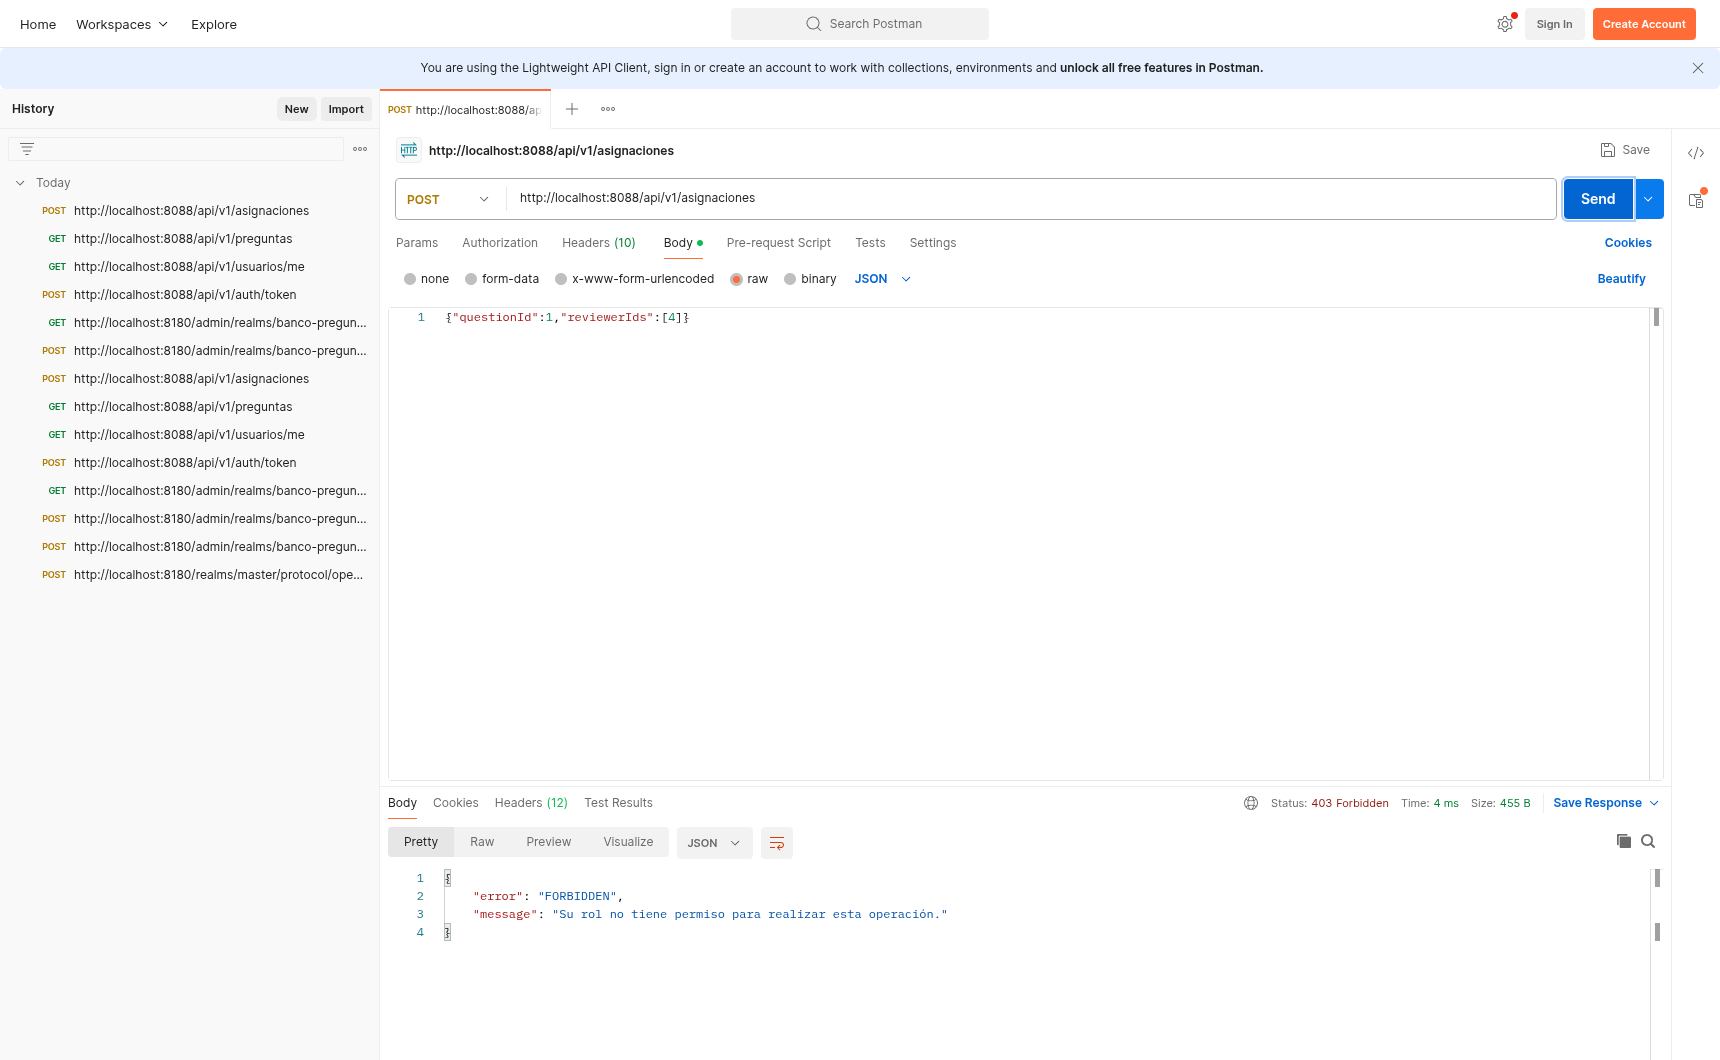 Home Workspaces Explore Search Postman Sign In Create Account
You are using the Lightweight API Client, sign in or create an account to work with collections, environments and unlock all free features in Postman.
History New Import
Today
POST http://localhost:8088/api/v1/asignaciones
GET http://localhost:8088/api/v1/preguntas
GET http://localhost:8088/api/v1/usuarios/me
POST http://localhost:8088/api/v1/auth/token
GET http://localhost:8180/admin/realms/banco-pregun...
POST http://localhost:8180/admin/realms/banco-pregun...
POST http://localhost:8088/api/v1/asignaciones
GET http://localhost:8088/api/v1/preguntas
GET http://localhost:8088/api/v1/usuarios/me
POST http://localhost:8088/api/v1/auth/token
GET http://localhost:8180/admin/realms/banco-pregun...
POST http://localhost:8180/admin/realms/banco-pregun...
POST http://localhost:8180/admin/realms/banco-pregun...
POST http://localhost:8180/realms/master/protocol/ope...
POST http://localhost:8088/ap
HTTP http://localhost:8088/api/v1/asignaciones Save
POST http://localhost:8088/api/v1/asignaciones Send
Params Authorization Headers (10) Body Pre-request Script Tests Settings Cookies
none form-data x-www-form-urlencoded raw binary JSON Beautify
1 {"questionId":1,"reviewerIds":[4]}
Body Cookies Headers (12) Test Results Status: 403 Forbidden Time: 4 ms Size: 455 B Save Response
Pretty Raw Preview Visualize JSON
1 {
2 "error": "FORBIDDEN",
3 "message": "Su rol no tiene permiso para realizar esta operación."
4 }